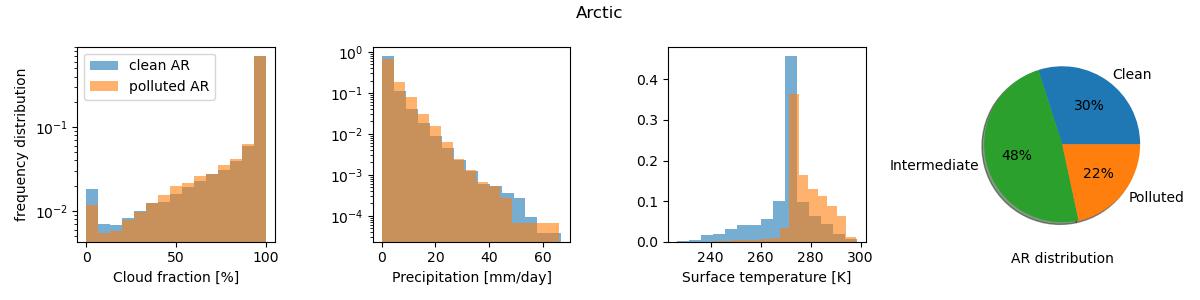 Arctic
frequency distribution
clean AR
polluted AR
10⁻¹
10⁻²
0 50 100
Cloud fraction [%]
10⁰
10⁻¹
10⁻²
10⁻³
10⁻⁴
0 20 40 60
Precipitation [mm/day]
0.4
0.3
0.2
0.1
0.0
240 260 280 300
Surface temperature [K]
Clean
30%
Intermediate
48%
22%
Polluted
AR distribution